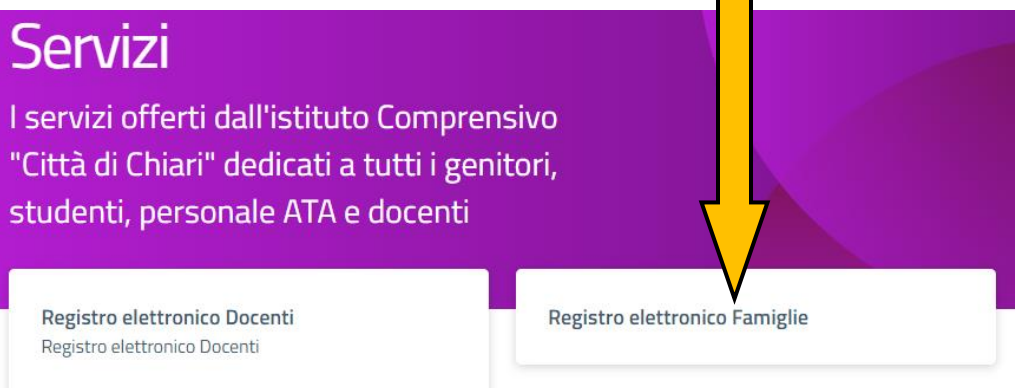 Servizi
I servizi offerti dall'istituto Comprensivo
"Città di Chiari" dedicati a tutti i genitori,
studenti, personale ATA e docenti
Registro elettronico Docenti
Registro elettronico Docenti
Registro elettronico Famiglie